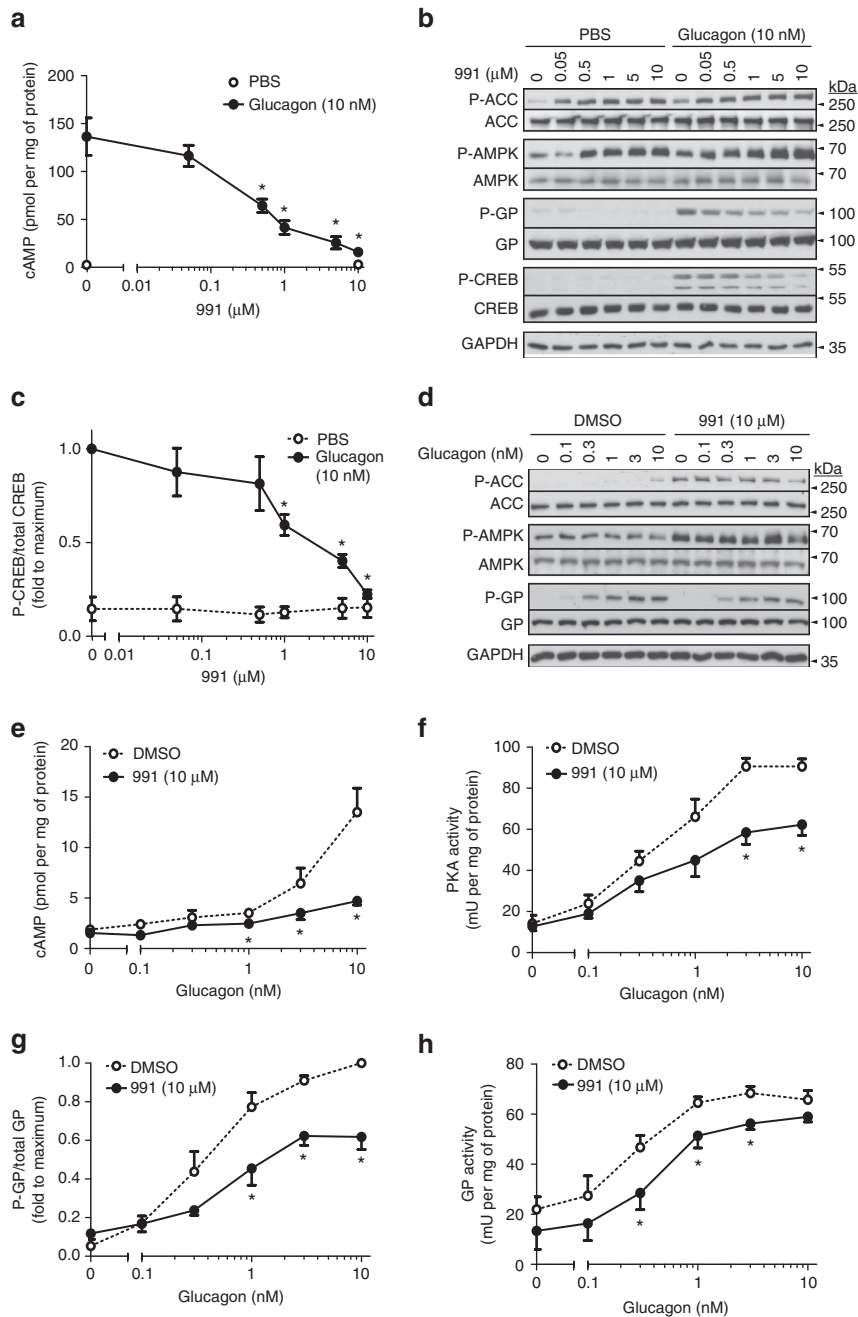 a
200
150
100
50
0
cAMP (pmol per mg of protein)
PBS
Glucagon (10 nM)
*
*
*
*
0 0.01 0.1 1 10
991 (μM)
b
PBS Glucagon (10 nM)
991 (μM) 0 0.05 0.5 1 5 10 0 0.05 0.5 1 5 10 kDa
P-ACC 250
ACC 250
P-AMPK 70
AMPK 70
P-GP 100
GP 100
P-CREB 55
CREB 55
GAPDH 35
c
1.0
0.5
0.0
P-CREB/total CREB
(fold to maximum)
PBS
Glucagon
(10 nM)
*
*
*
0 0.01 0.1 1 10
991 (μM)
d
DMSO 991 (10 μM)
Glucagon (nM) 0 0.1 0.3 1 3 10 0 0.1 0.3 1 3 10 kDa
P-ACC 250
ACC 250
P-AMPK 70
AMPK 70
P-GP 100
GP 100
GAPDH 35
e
20
15
10
5
0
cAMP (pmol per mg of protein)
DMSO
991 (10 μM)
* * *
0 0.1 1 10
Glucagon (nM)
f
100
80
60
40
20
0
PKA activity
(mU per mg of protein)
DMSO
991 (10 μM)
* *
0 0.1 1 10
Glucagon (nM)
g
1.0
0.8
0.6
0.4
0.2
0.0
P-GP/total GP
(fold to maximum)
DMSO
991 (10 μM)
* * *
0 0.1 1 10
Glucagon (nM)
h
80
60
40
20
0
GP activity
(mU per mg of protein)
DMSO
991 (10 μM)
* * *
0 0.1 1 10
Glucagon (nM)